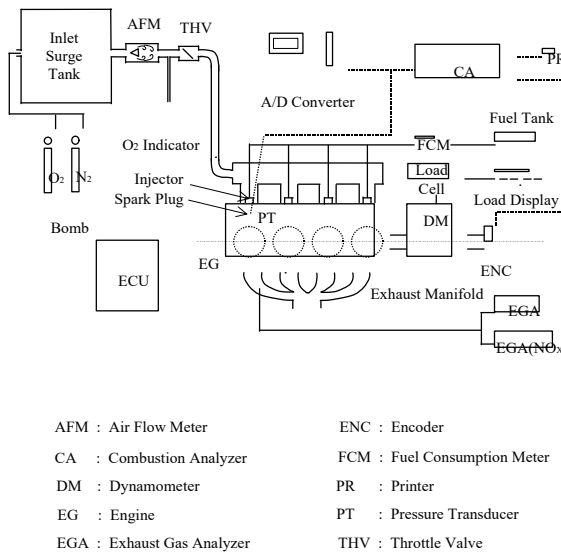 AFM
THV
Inlet
Surge
Tank
PR
CA
A/D Converter
Fuel Tank
O₂ Indicator
FCM
Load
Cell
Injector
Spark Plug
Load Display
O₂
N₂
PT
DM
Bomb
EG
ECU
ENC
Exhaust Manifold
EGA
EGA(NOx
AFM : Air Flow Meter
ENC : Encoder
CA : Combustion Analyzer
FCM : Fuel Consumption Meter
DM : Dynamometer
PR : Printer
EG : Engine
PT : Pressure Transducer
EGA : Exhaust Gas Analyzer
THV : Throttle Valve